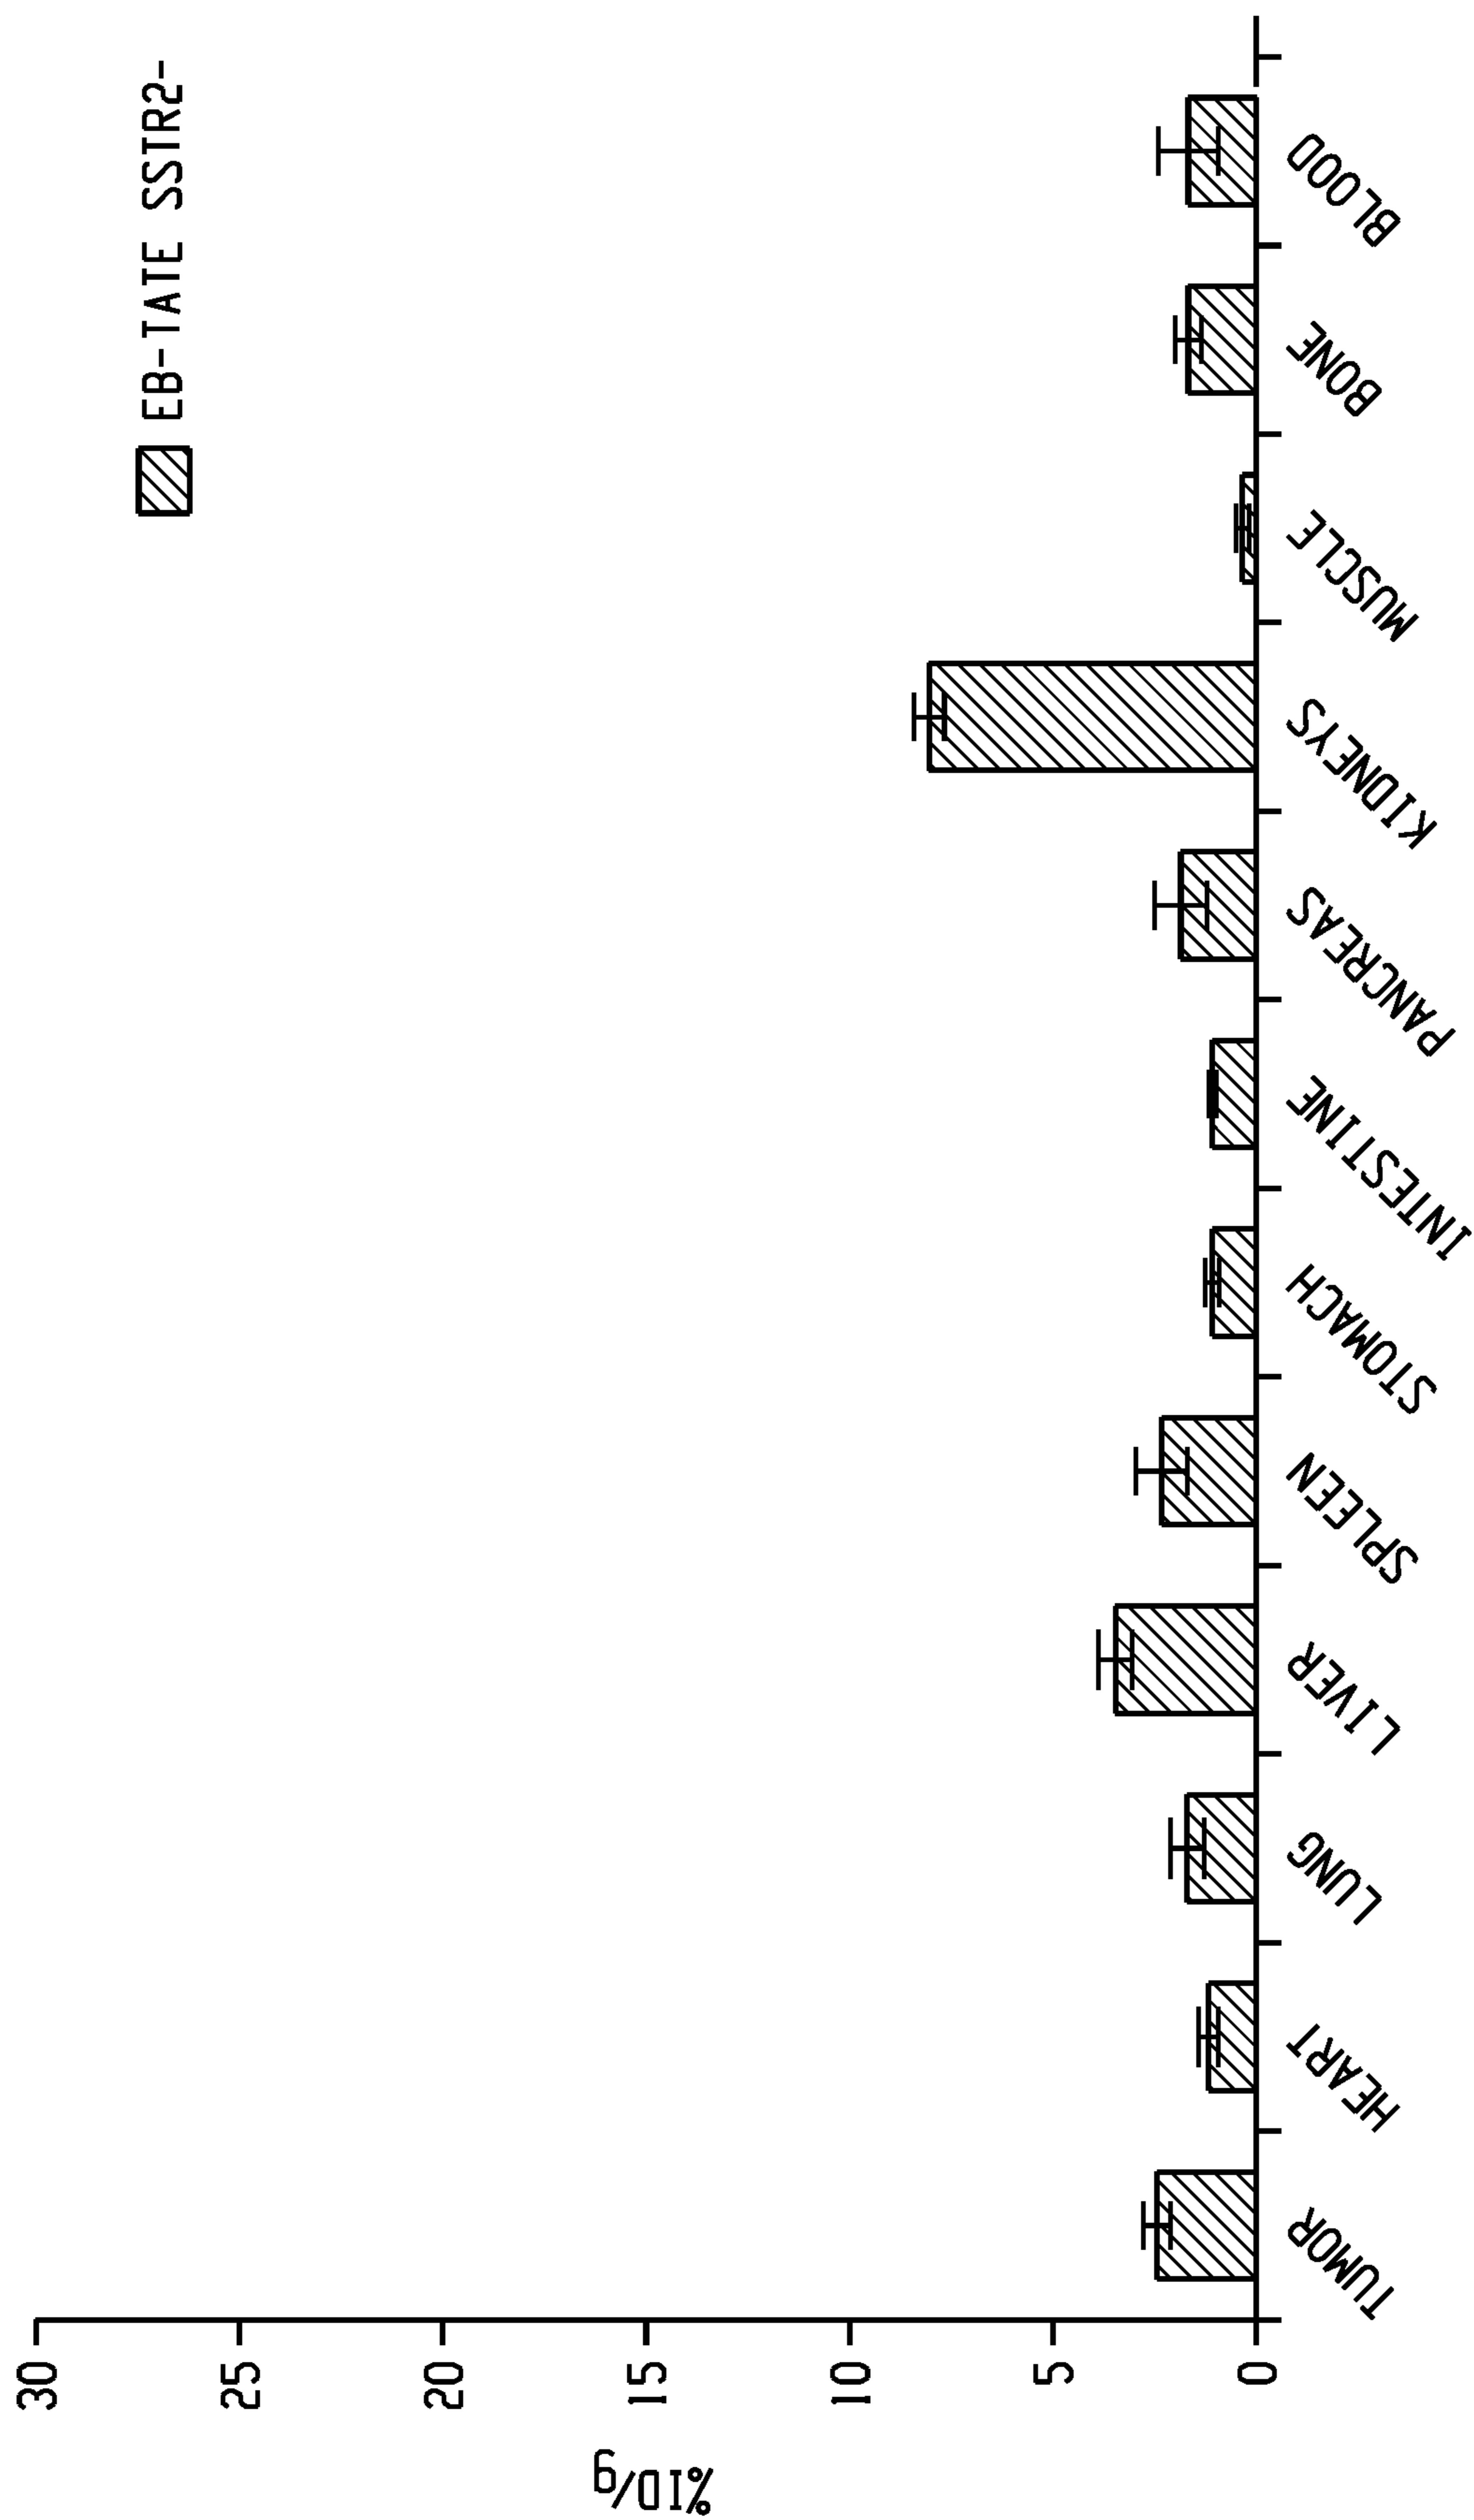 EB-TATE SSTR2-
%ID/g
30
25
20
15
10
5
0
TUMOR
HEART
LUNG
LIVER
SPLEEN
STOMACH
INTESTINE
PANCREAS
KIDNEYS
MUSCLE
BONE
BLOOD